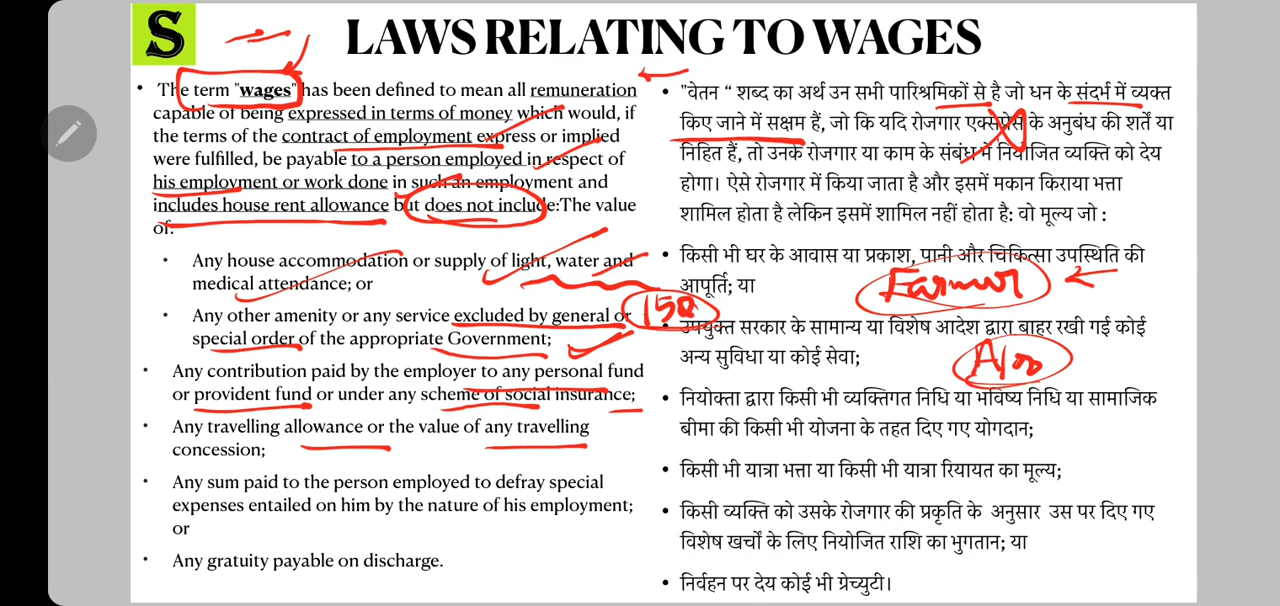 S
LAWS RELATING TO WAGES
• The term "wages" has been defined to mean all remuneration
capable of being expressed in terms of money which would, if
the terms of the contract of employment express or implied
were fulfilled, be payable to a person employed in respect of
his employment or work done in such an employment and
includes house rent allowance but does not include:The value
of:
• Any house accommodation or supply of light, water and
medical attendance; or
• Any other amenity or any service excluded by general or
special order of the appropriate Government;
• Any contribution paid by the employer to any personal fund
or provident fund or under any scheme of social insurance;
• Any travelling allowance or the value of any travelling
concession;
• Any sum paid to the person employed to defray special
expenses entailed on him by the nature of his employment;
or
• Any gratuity payable on discharge.
• "वेतन “ शब्द का अर्थ उन सभी पारिश्रमिकों से है जो धन के संदर्भ में व्यक्त
किए जाने में सक्षम हैं, जो कि यदि रोजगार एक्सप्रेस के अनुबंध की शर्तें या
निहित हैं, तो उनके रोजगार या काम के संबंध में नियोजित व्यक्ति को देय
होगा। ऐसे रोजगार में किया जाता है और इसमें मकान किराया भत्ता
शामिल होता है लेकिन इसमें शामिल नहीं होता है: वो मूल्य जो :
• किसी भी घर के आवास या प्रकाश, पानी और चिकित्सा उपस्थिति की
आपूर्ति; या
Farmer
150
• उपयुक्त सरकार के सामान्य या विशेष आदेश द्वारा बाहर रखी गई कोई
अन्य सुविधा या कोई सेवा;
• नियोक्ता द्वारा किसी भी व्यक्तिगत निधि या भविष्य निधि या सामाजिक
बीमा की किसी भी योजना के तहत दिए गए योगदान;
• किसी भी यात्रा भत्ता या किसी भी यात्रा रियायत का मूल्य;
• किसी व्यक्ति को उसके रोजगार की प्रकृति के अनुसार उस पर दिए गए
विशेष खर्चों के लिए नियोजित राशि का भुगतान; या
• निर्वहन पर देय कोई भी ग्रेच्युटी।